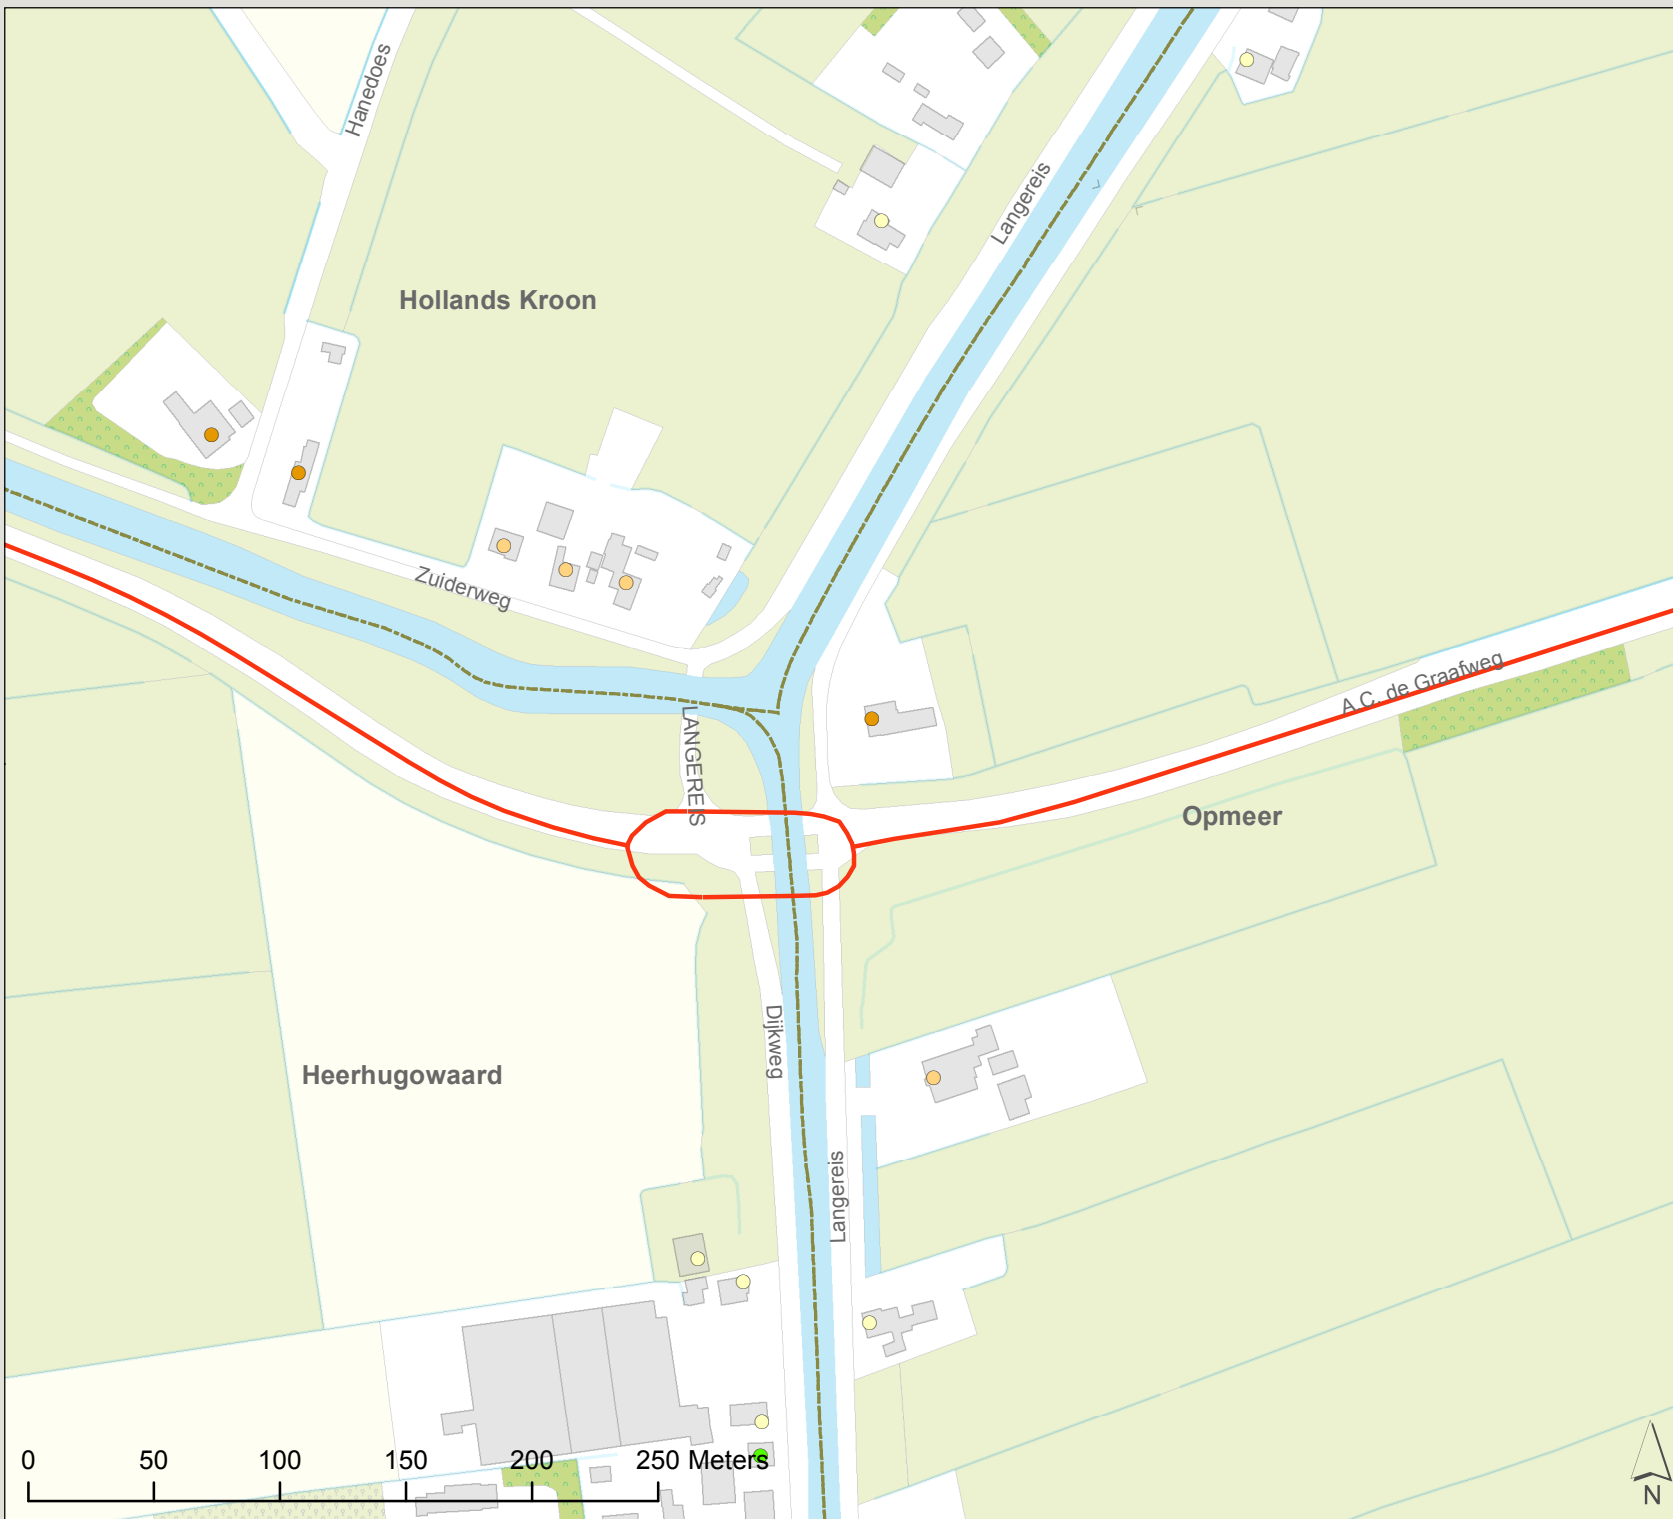 Hanedoes
Langereis
Hollands Kroon
Zuiderweg
A.C. de Graafweg
LANGEREIS
Opmeer
Dijkweg
Heerhugowaard
Langereis
0 50 100 150 200 250 Meters
N